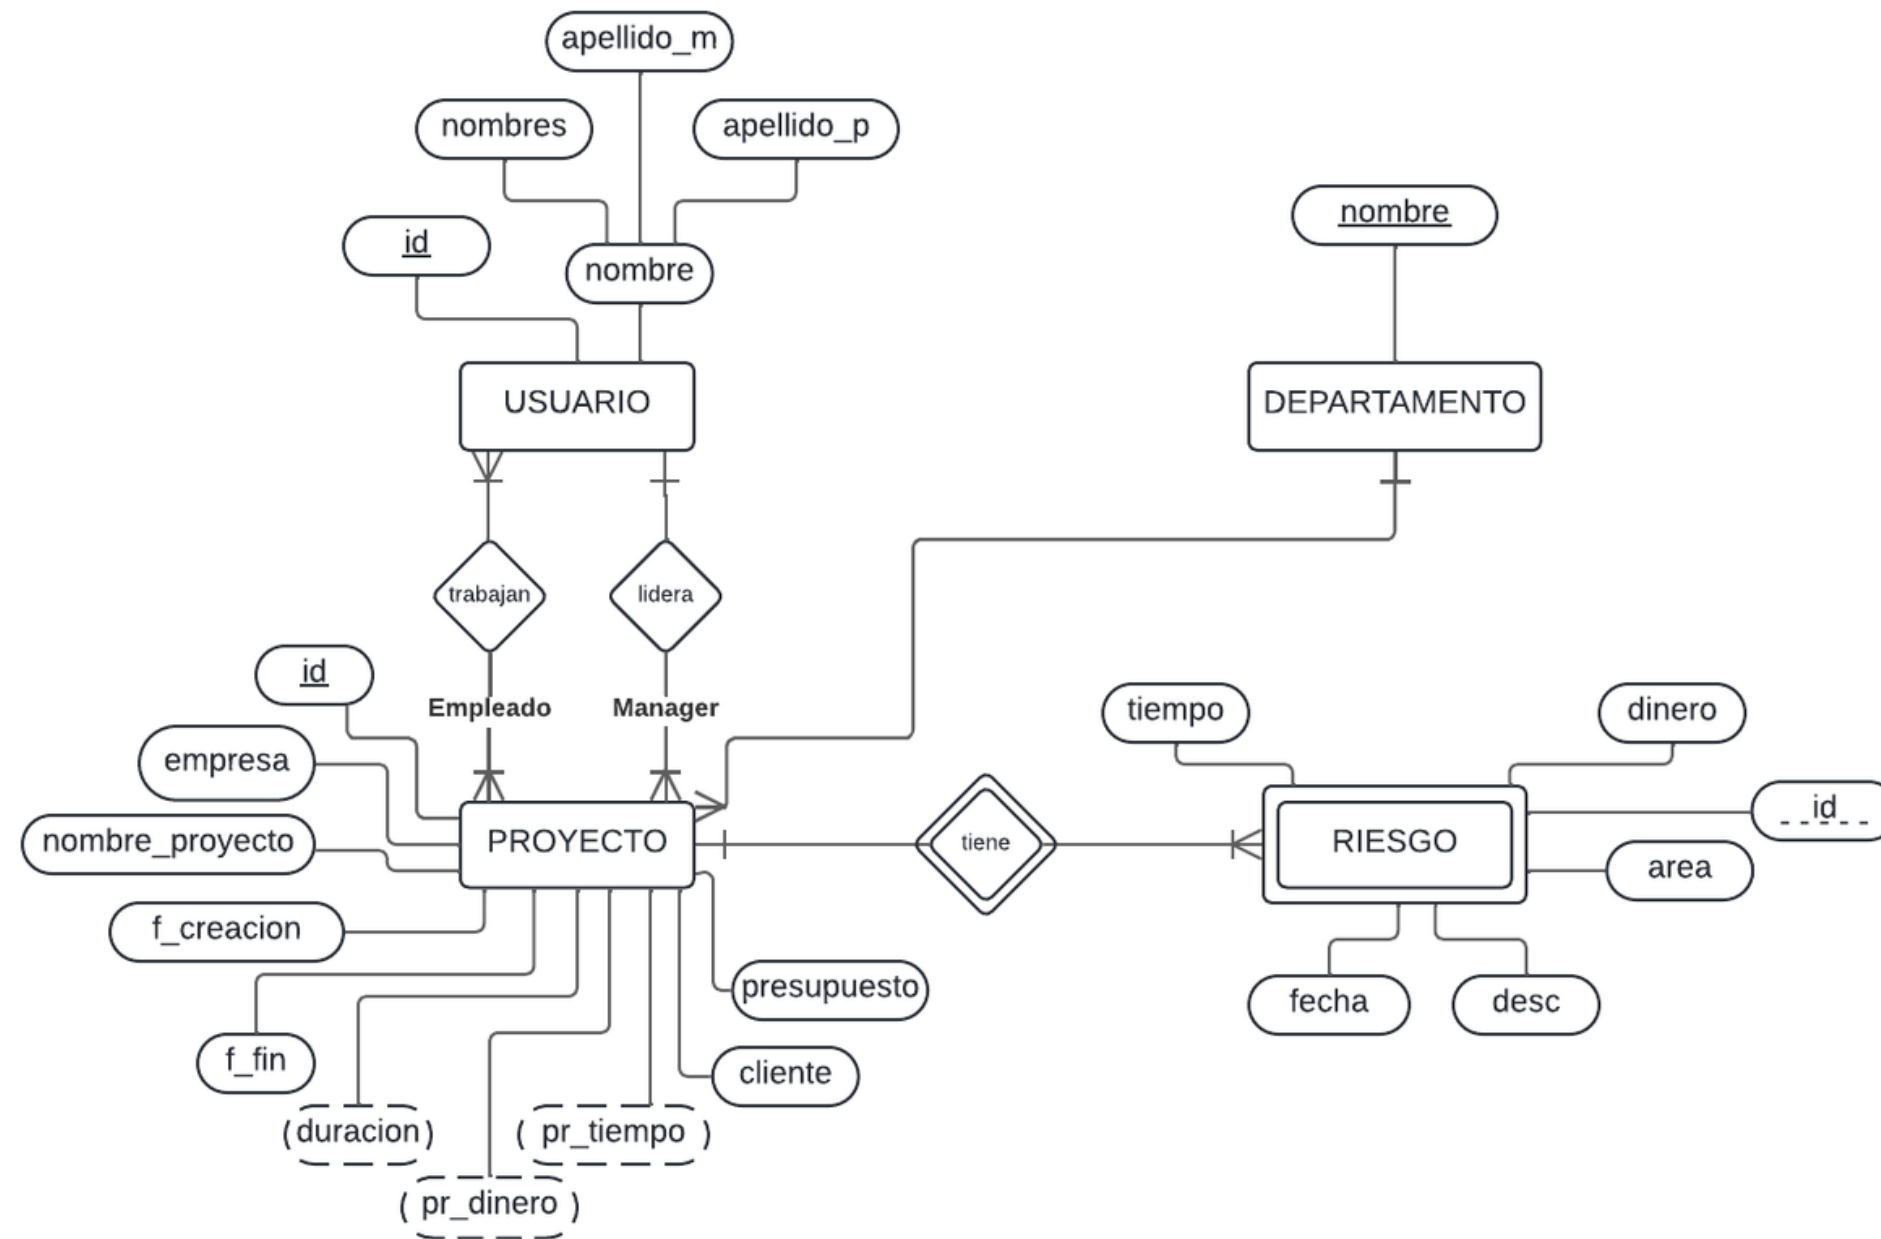 apellido_m
nombres
apellido_p
nombre
id
nombre
USUARIO
DEPARTAMENTO
trabajan
lidera
id
Empleado
Manager
tiempo
dinero
empresa
id
nombre_proyecto
PROYECTO
tiene
RIESGO
area
f_creacion
presupuesto
fecha
desc
f_fin
cliente
duracion
pr_tiempo
pr_dinero